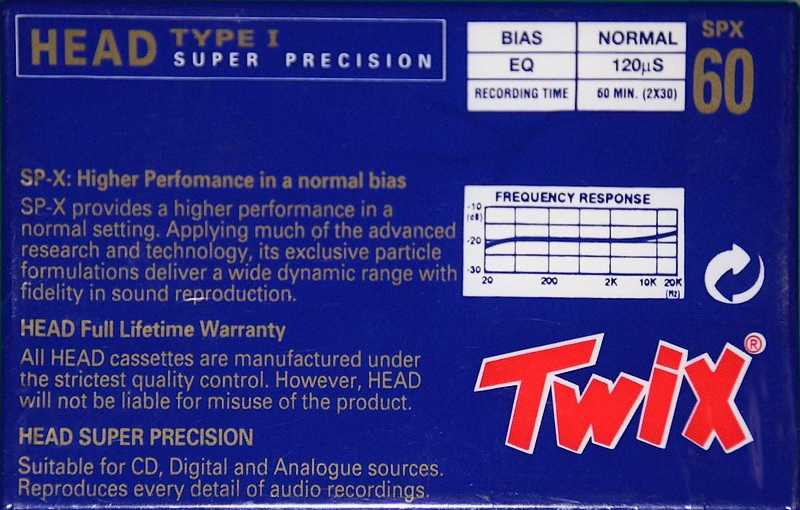 HEAD TYPE I
SUPER PRECISION
BIAS NORMAL
EQ 120µS
RECORDING TIME 60 MIN. (2X30)
SPX
60
SP-X: Higher Perfomance in a normal bias
SP-X provides a higher performance in a
normal setting. Applying much of the advanced
research and technology, its exclusive particle
formulations deliver a wide dynamic range with
fidelity in sound reproduction.
FREQUENCY RESPONSE
-10
(dB)
-20
-30
20 200 2K 10K 20K
(Hz)
HEAD Full Lifetime Warranty
All HEAD cassettes are manufactured under
the strictest quality control. However, HEAD
will not be liable for misuse of the product.
HEAD SUPER PRECISION
Suitable for CD, Digital and Analogue sources.
Reproduces every detail of audio recordings.
Twix®